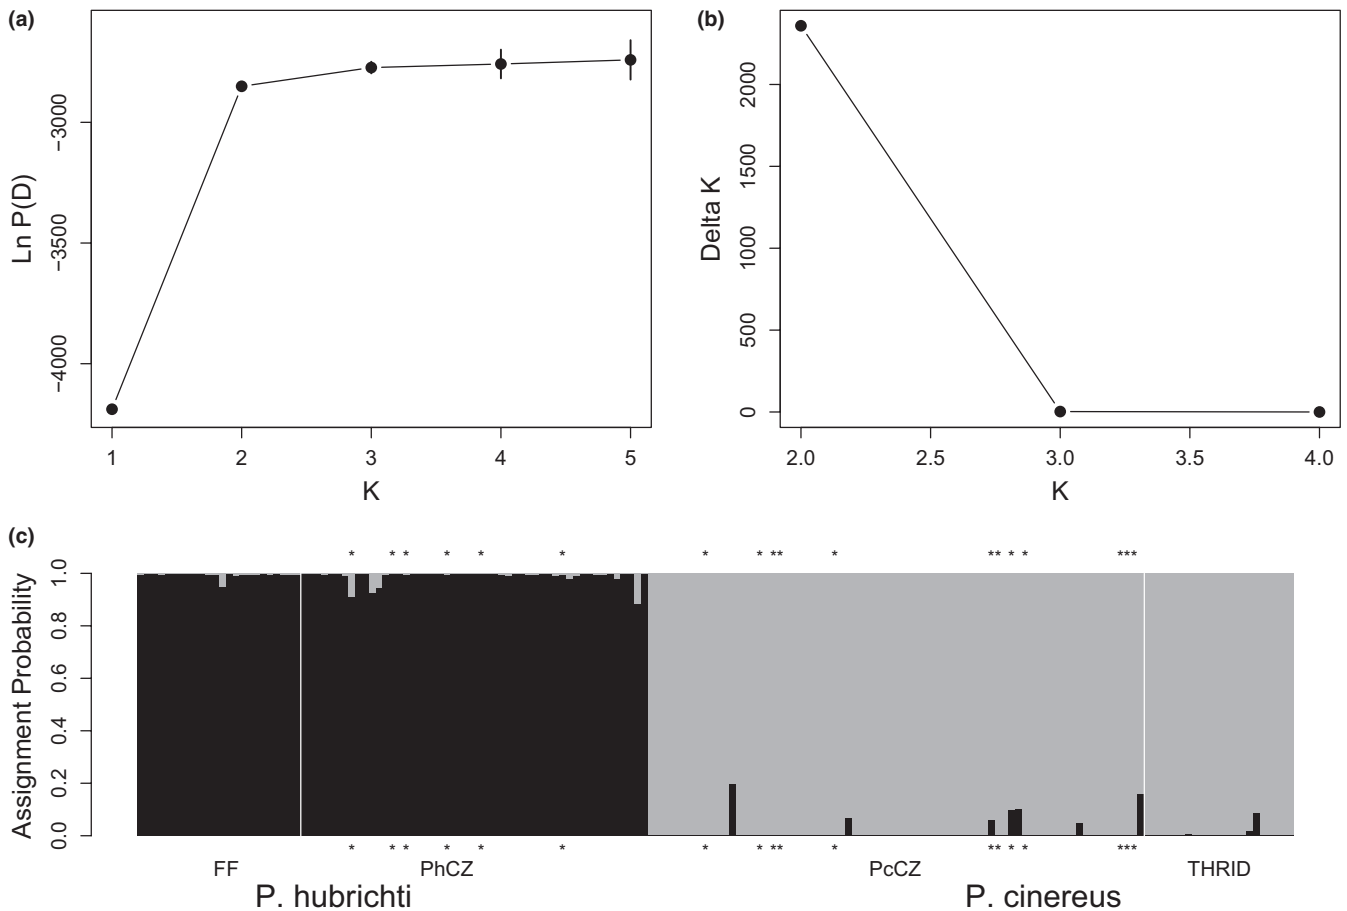 (a)
Ln P(D)
−3000
−3500
−4000
1 2 3 4 5
K
(b)
Delta K
2000
1500
1000
500
0
2.0 2.5 3.0 3.5 4.0
K
(c)
* * * * * * * * ** * ** * * ***
Assignment Probability
1.0
0.8
0.6
0.4
0.2
0.0
* * * * * * * * ** * ** * * ***
FF PhCZ PcCZ THRID
P. hubrichti P. cinereus